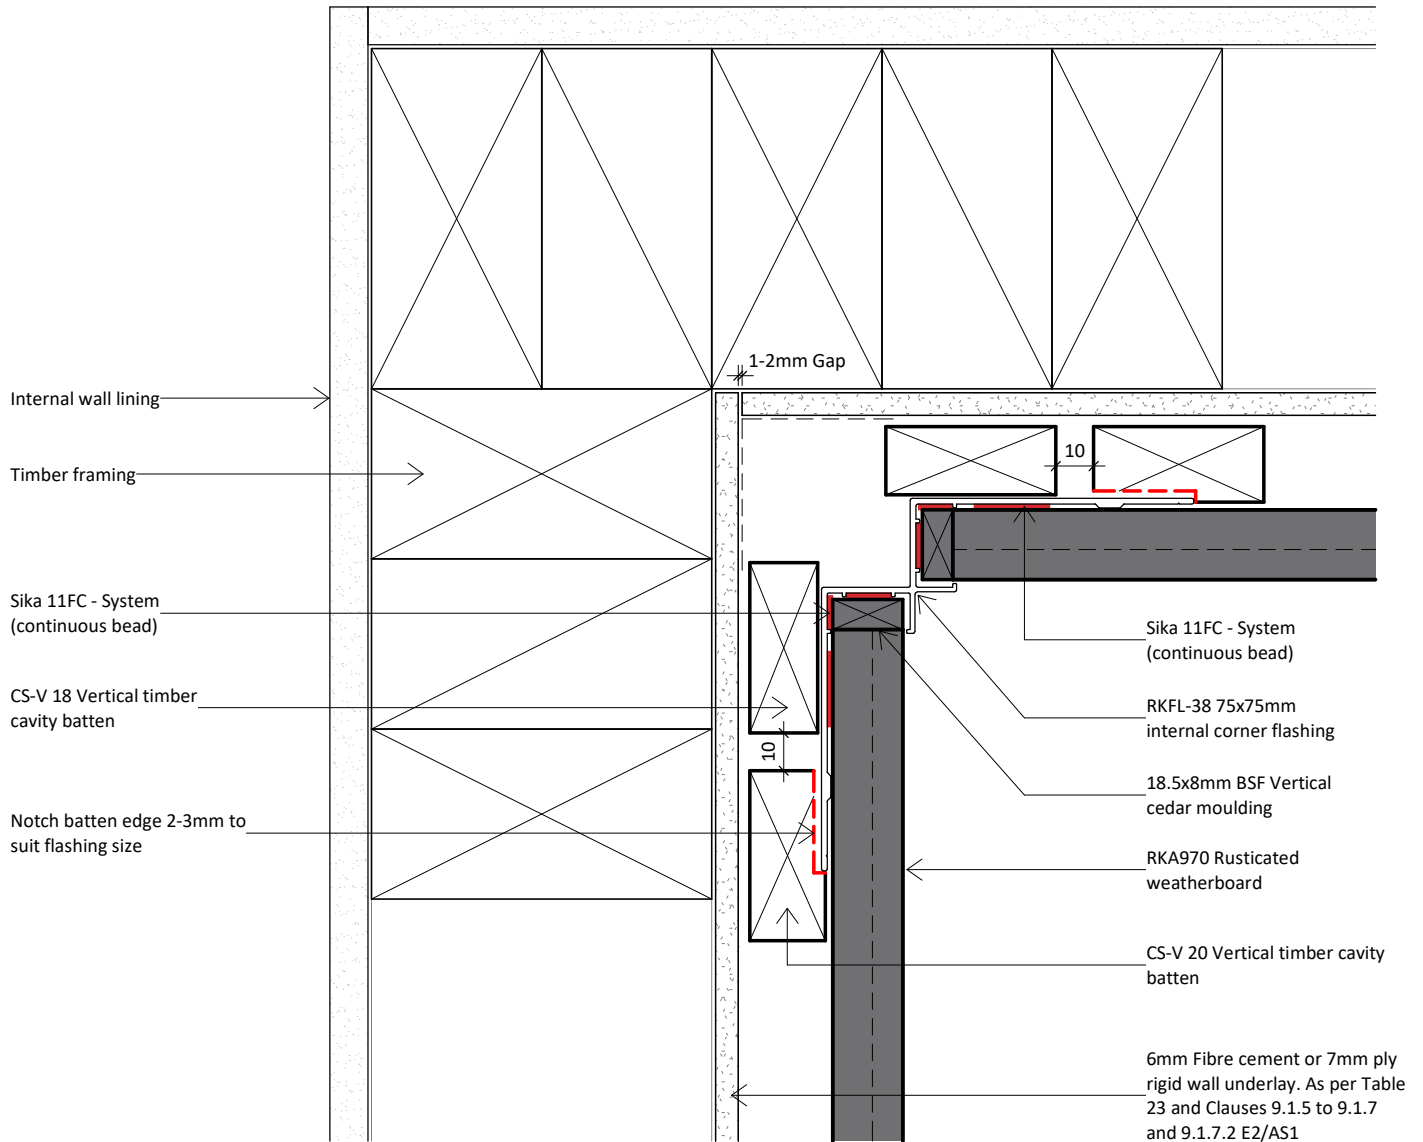 1-2mm Gap
Internal wall lining
10
Timber framing
Sika 11FC - System
(continuous bead)
CS-V 18 Vertical timber
cavity batten
10
Notch batten edge 2-3mm to
suit flashing size
Sika 11FC - System
(continuous bead)
RKFL-38 75x75mm
internal corner flashing
18.5x8mm BSF Vertical
cedar moulding
RKA970 Rusticated
weatherboard
CS-V 20 Vertical timber cavity
batten
6mm Fibre cement or 7mm ply
rigid wall underlay. As per Table
23 and Clauses 9.1.5 to 9.1.7
and 9.1.7.2 E2/AS1